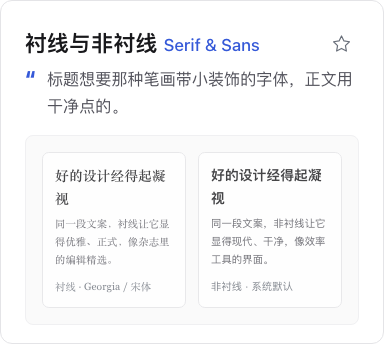 衬线与非衬线 Serif & Sans
“ 标题想要那种笔画带小装饰的字体，正文用
干净点的。
好的设计经得起凝
视
同一段文案，衬线让它显
得优雅、正式，像杂志里
的编辑精选。
衬线 · Georgia / 宋体
好的设计经得起凝
视
同一段文案，非衬线让它
显得现代、干净，像效率
工具的界面。
非衬线 · 系统默认